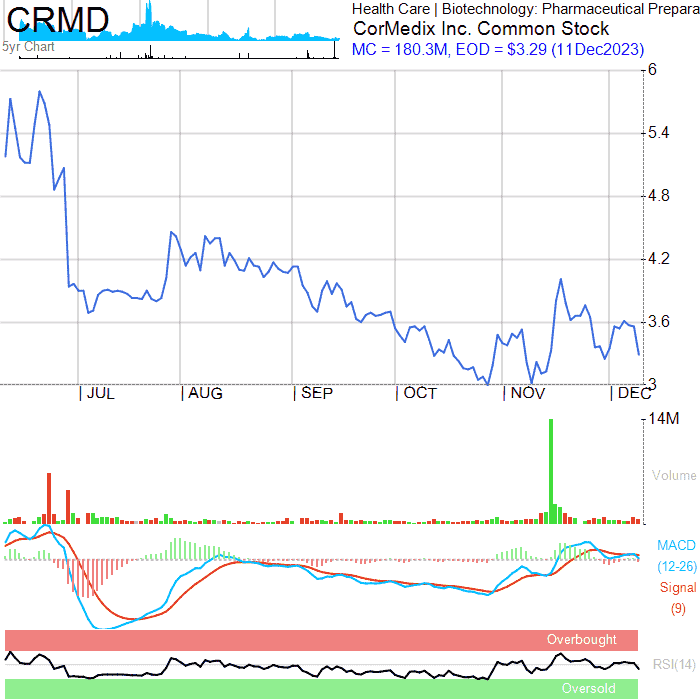 CRMD
Health Care | Biotechnology: Pharmaceutical Prepara
CorMedix Inc. Common Stock
5yr Chart
MC = 180.3M, EOD = $3.29 (11Dec2023)
6
5.4
4.8
4.2
3.6
3
JUL
AUG
SEP
OCT
NOV
DEC
14M
Volume
MACD
(12-26)
Signal
(9)
Overbought
RSI(14)
Oversold